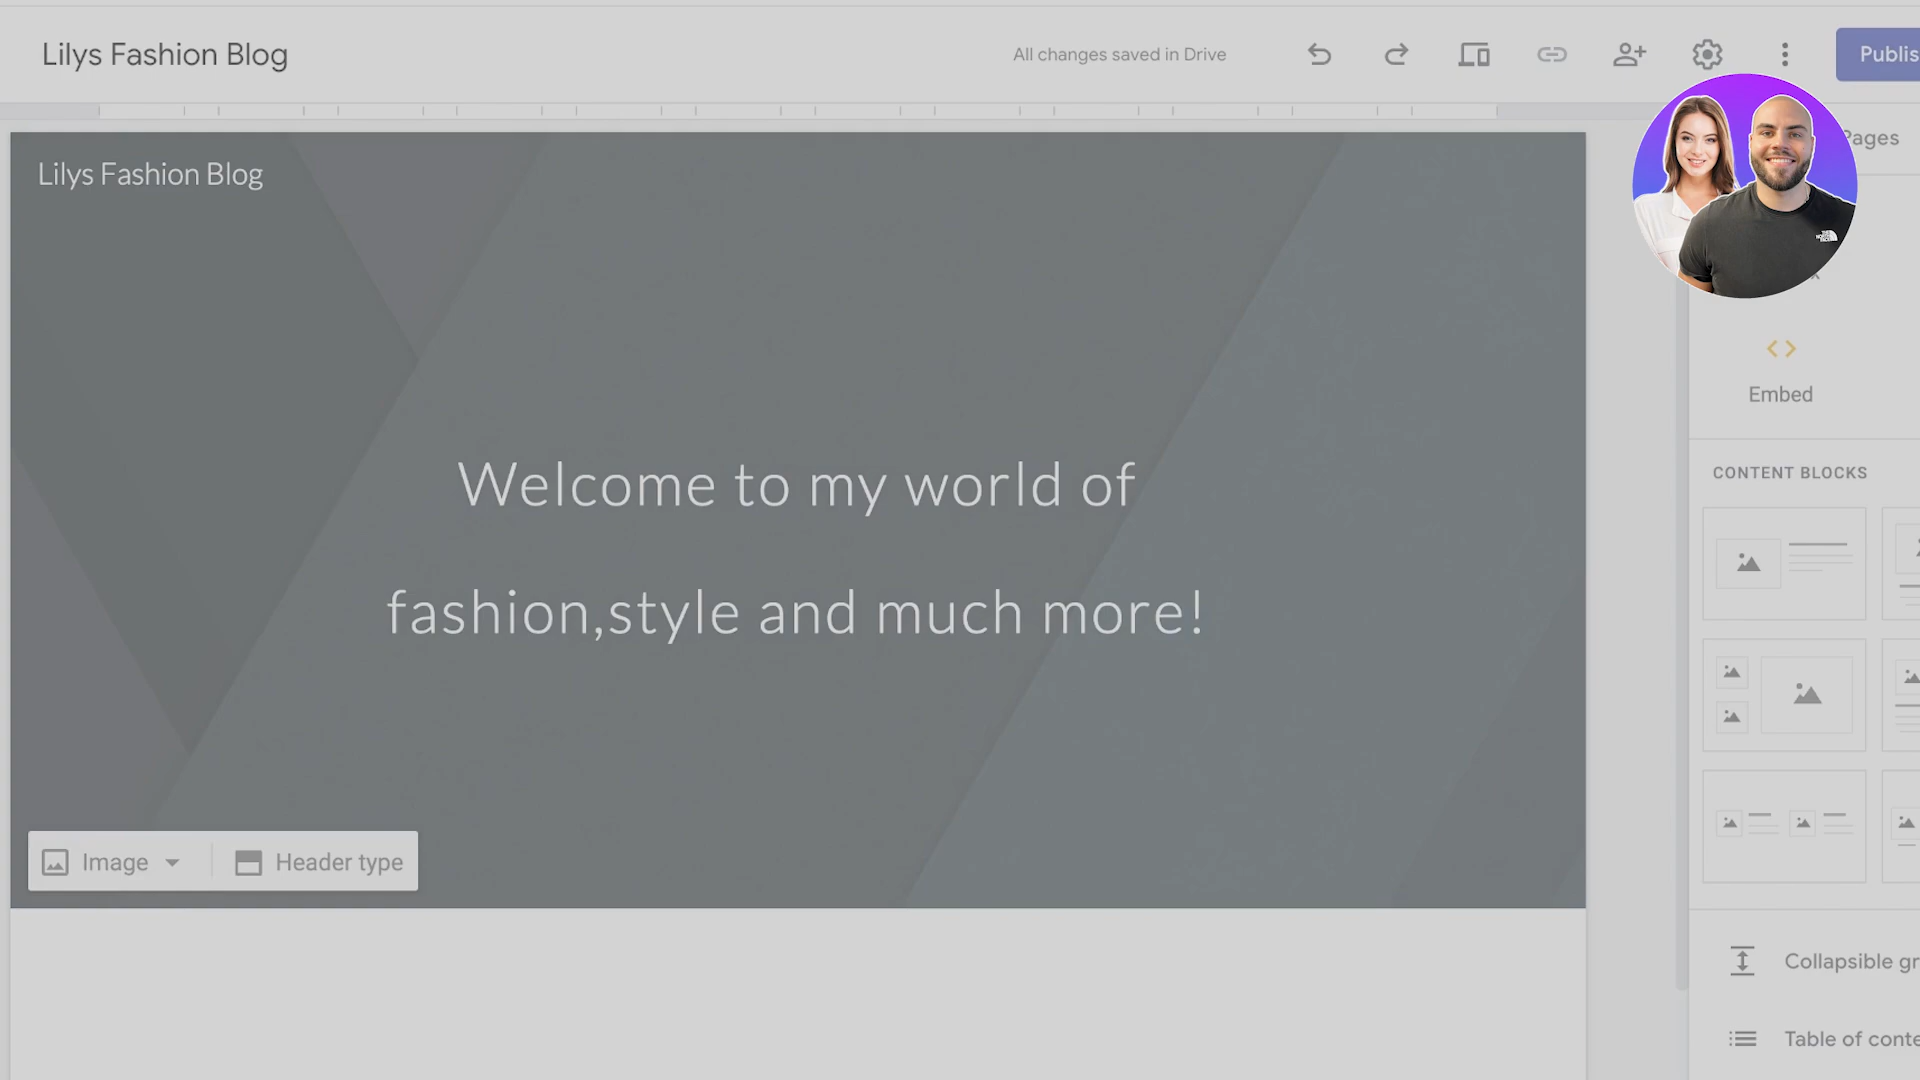 Lilys Fashion Blog
All changes saved in Drive
Publis
Pages
Lilys Fashion Blog
Embed
CONTENT BLOCKS
Welcome to my world of
fashion,style and much more!
Image
Header type
Collapsible gr
Table of conte